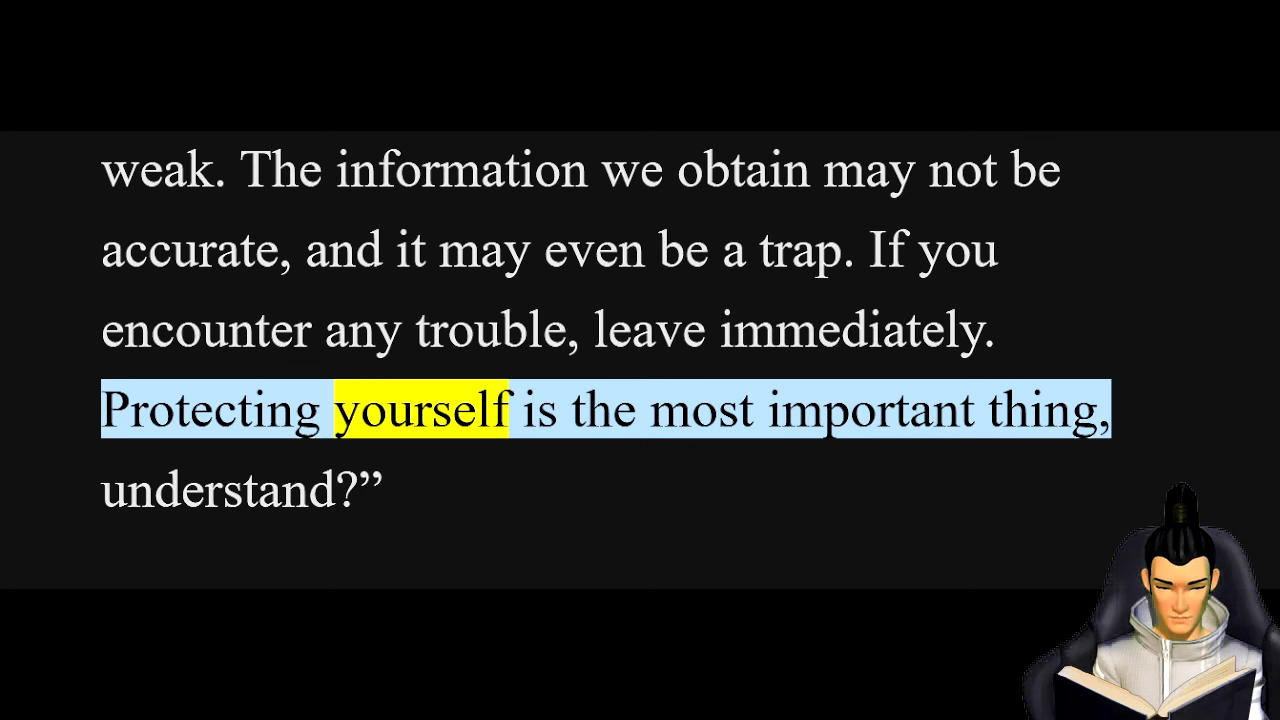 weak. The information we obtain may not be
accurate, and it may even be a trap. If you
encounter any trouble, leave immediately.
Protecting yourself is the most important thing,
understand?”